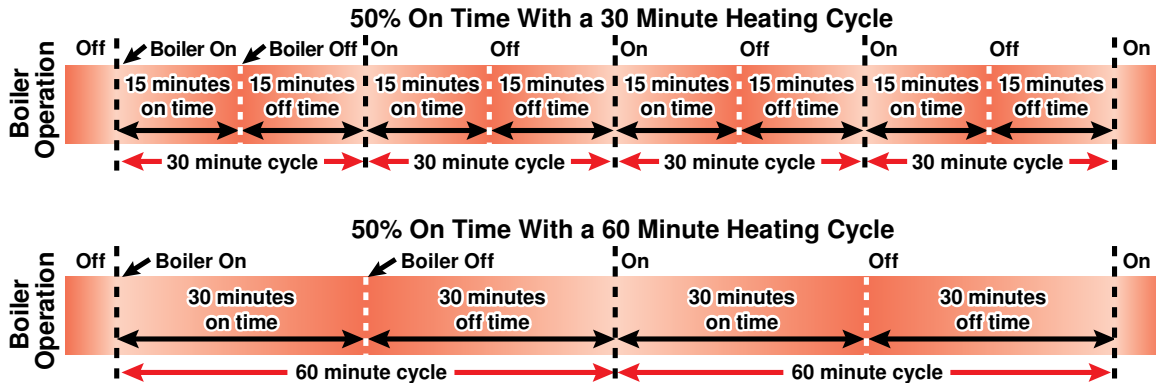 50% On Time With a 30 Minute Heating Cycle
Off Boiler On Boiler Off On Off On Off On Off On
Boiler Operation
15 minutes on time
15 minutes off time
15 minutes on time
15 minutes off time
15 minutes on time
15 minutes off time
15 minutes on time
15 minutes off time
30 minute cycle 30 minute cycle 30 minute cycle 30 minute cycle
50% On Time With a 60 Minute Heating Cycle
Off Boiler On Boiler Off On Off On
Boiler Operation
30 minutes on time
30 minutes off time
30 minutes on time
30 minutes off time
60 minute cycle 60 minute cycle